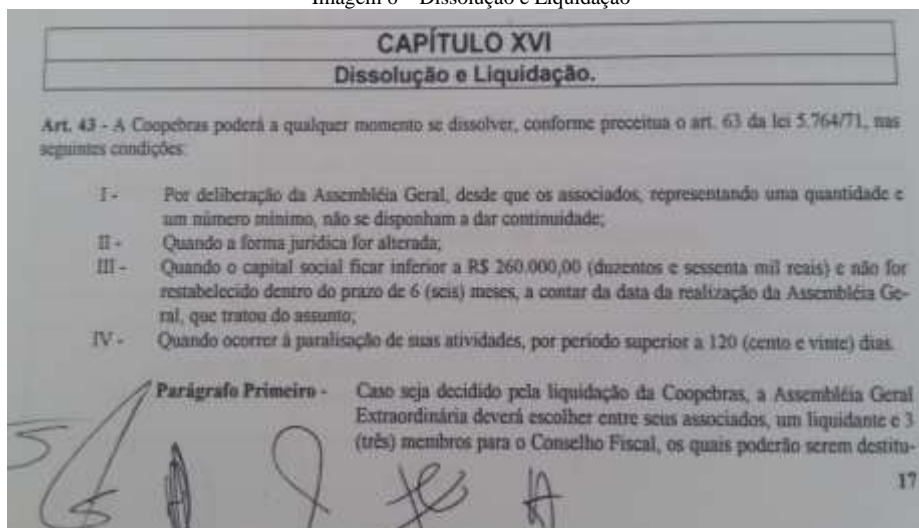 Imagem 6 – Dissolução e Liquidação
CAPÍTULO XVI
Dissolução e Liquidação.
Art. 43 - A Coopebras poderá a qualquer momento se dissolver, conforme preceitua o art. 63 da lei 5.764/71, nas
seguintes condições:
I - Por deliberação da Assembléia Geral, desde que os associados, representando uma quantidade e
um número mínimo, não se disponham a dar continuidade;
II - Quando a forma jurídica for alterada;
III - Quando o capital social ficar inferior a R$ 260.000,00 (duzentos e sessenta mil reais) e não for
restabelecido dentro do prazo de 6 (seis) meses, a contar da data da realização da Assembléia Ge-
ral, que tratou do assunto;
IV - Quando ocorrer à paralisação de suas atividades, por período superior a 120 (cento e vinte) dias.
Parágrafo Primeiro - Caso seja decidido pela liquidação da Coopebras, a Assembléia Geral
Extraordinária deverá escolher entre seus associados, um liquidante e 3
(três) membros para o Conselho Fiscal, os quais poderão serem destitu-
17